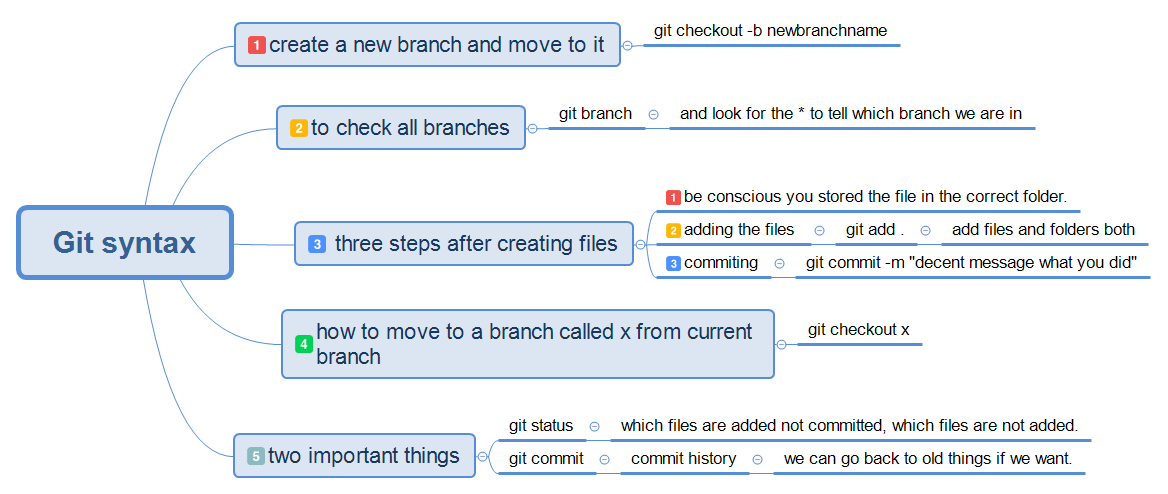 Git syntax
1 create a new branch and move to it
git checkout -b newbranchname
2 to check all branches
git branch
and look for the * to tell which branch we are in
3 three steps after creating files
1 be conscious you stored the file in the correct folder.
2 adding the files
git add .
add files and folders both
3 commiting
git commit -m "decent message what you did"
4 how to move to a branch called x from current
branch
git checkout x
5 two important things
git status
which files are added not committed, which files are not added.
git commit
commit history
we can go back to old things if we want.